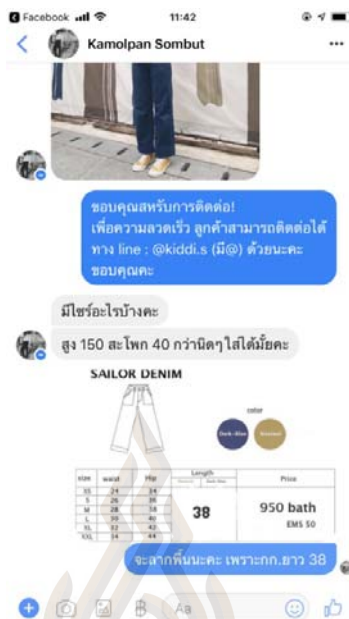 Facebook
11:42
Kamolpan Sombut
ขอบคุณสหรับการติดต่อ!
เพื่อความลวดเร็ว ลูกค้าสามารถติตต่อได้
ทาง line : @kiddi.s (มี@) ด้วยนะคะ
ขอบคุณคะ
มีไซร์อะไรบ้างคะ
สูง 150 สะโพก 40 กว่านิดๆ ใส่ได้มั้ยคะ
SAILOR DENIM
color
Dark-Blue
size waist Hip Length Price
XS 24 34
S 26 36
M 28 38
L 30 40
XL 32 42
XXL 34 44
38
950 bath
EMS 50
จะลากพื้นนะคะ เพราะกก.ยาว 38
Aa